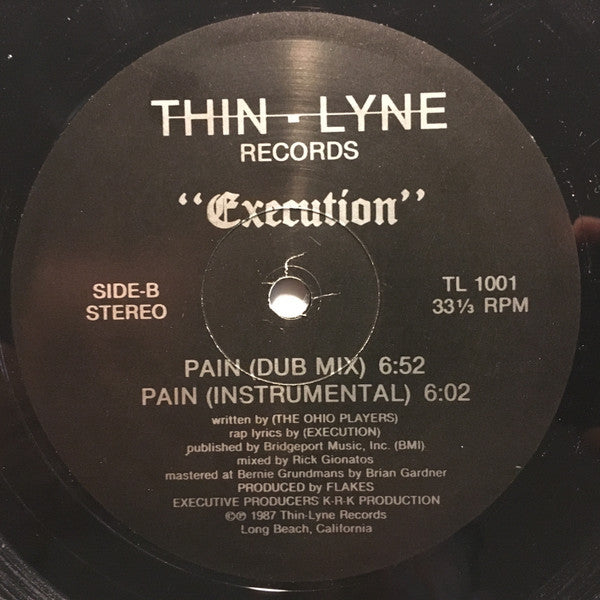 THIN - LYNE
RECORDS
"Execution"
SIDE-B
STEREO
TL 1001
33⅓ RPM
PAIN (DUB MIX) 6:52
PAIN (INSTRUMENTAL) 6:02
written by (THE OHIO PLAYERS)
rap lyrics by (EXECUTION)
published by Bridgeport Music, Inc. (BMI)
mixed by Rick Gionatos
mastered at Bernie Grundmans by Brian Gardner
PRODUCED by FLAKES
EXECUTIVE PRODUCERS K-R-K PRODUCTION
©℗ 1987 Thin-Lyne Records
Long Beach, California